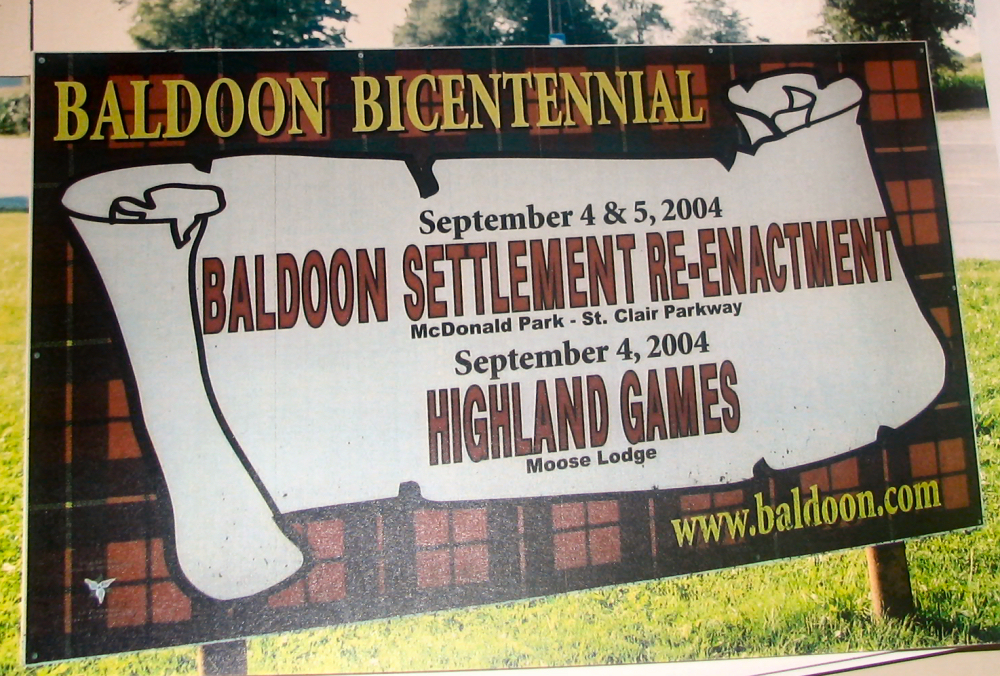 BALDOON BICENTENNIAL
September 4 & 5, 2004
BALDOON SETTLEMENT RE-ENACTMENT
McDonald Park - St. Clair Parkway
September 4, 2004
HIGHLAND GAMES
Moose Lodge
www.baldoon.com